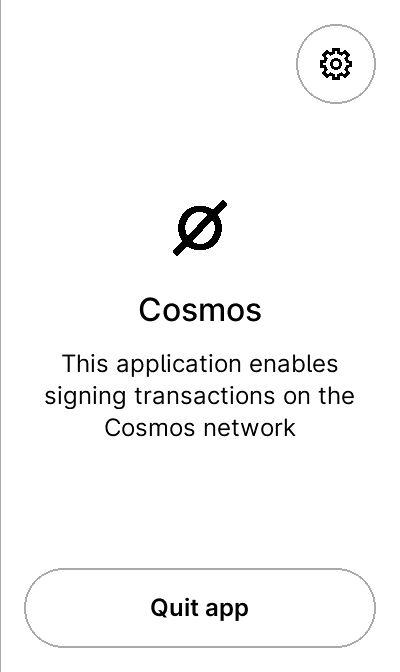 Cosmos
This application enables
signing transactions on the
Cosmos network
Quit app